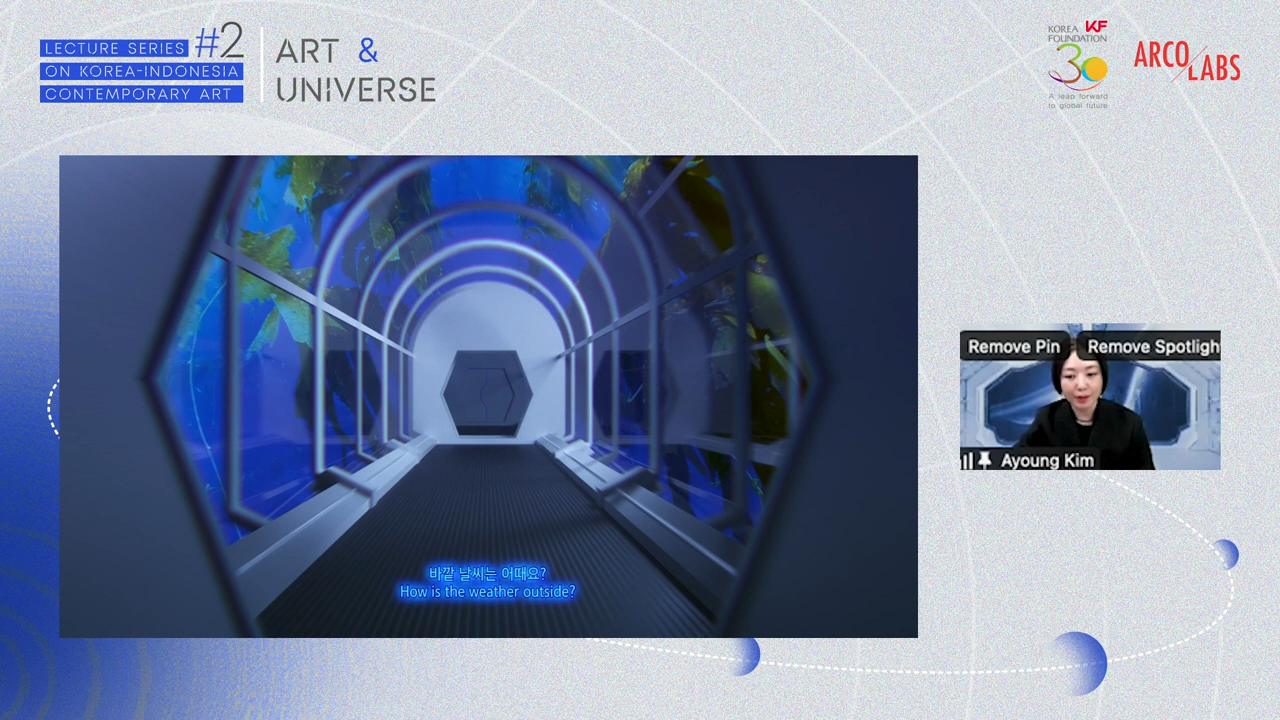 LECTURE SERIES #2
ON KOREA-INDONESIA
CONTEMPORARY ART
ART &
UNIVERSE
KOREA KF
FOUNDATION
30
A leap forward
to global future
ARCO
LABS
Remove Pin
Remove Spotligh
Ayoung Kim
바깥 날씨는 어때요?
How is the weather outside?